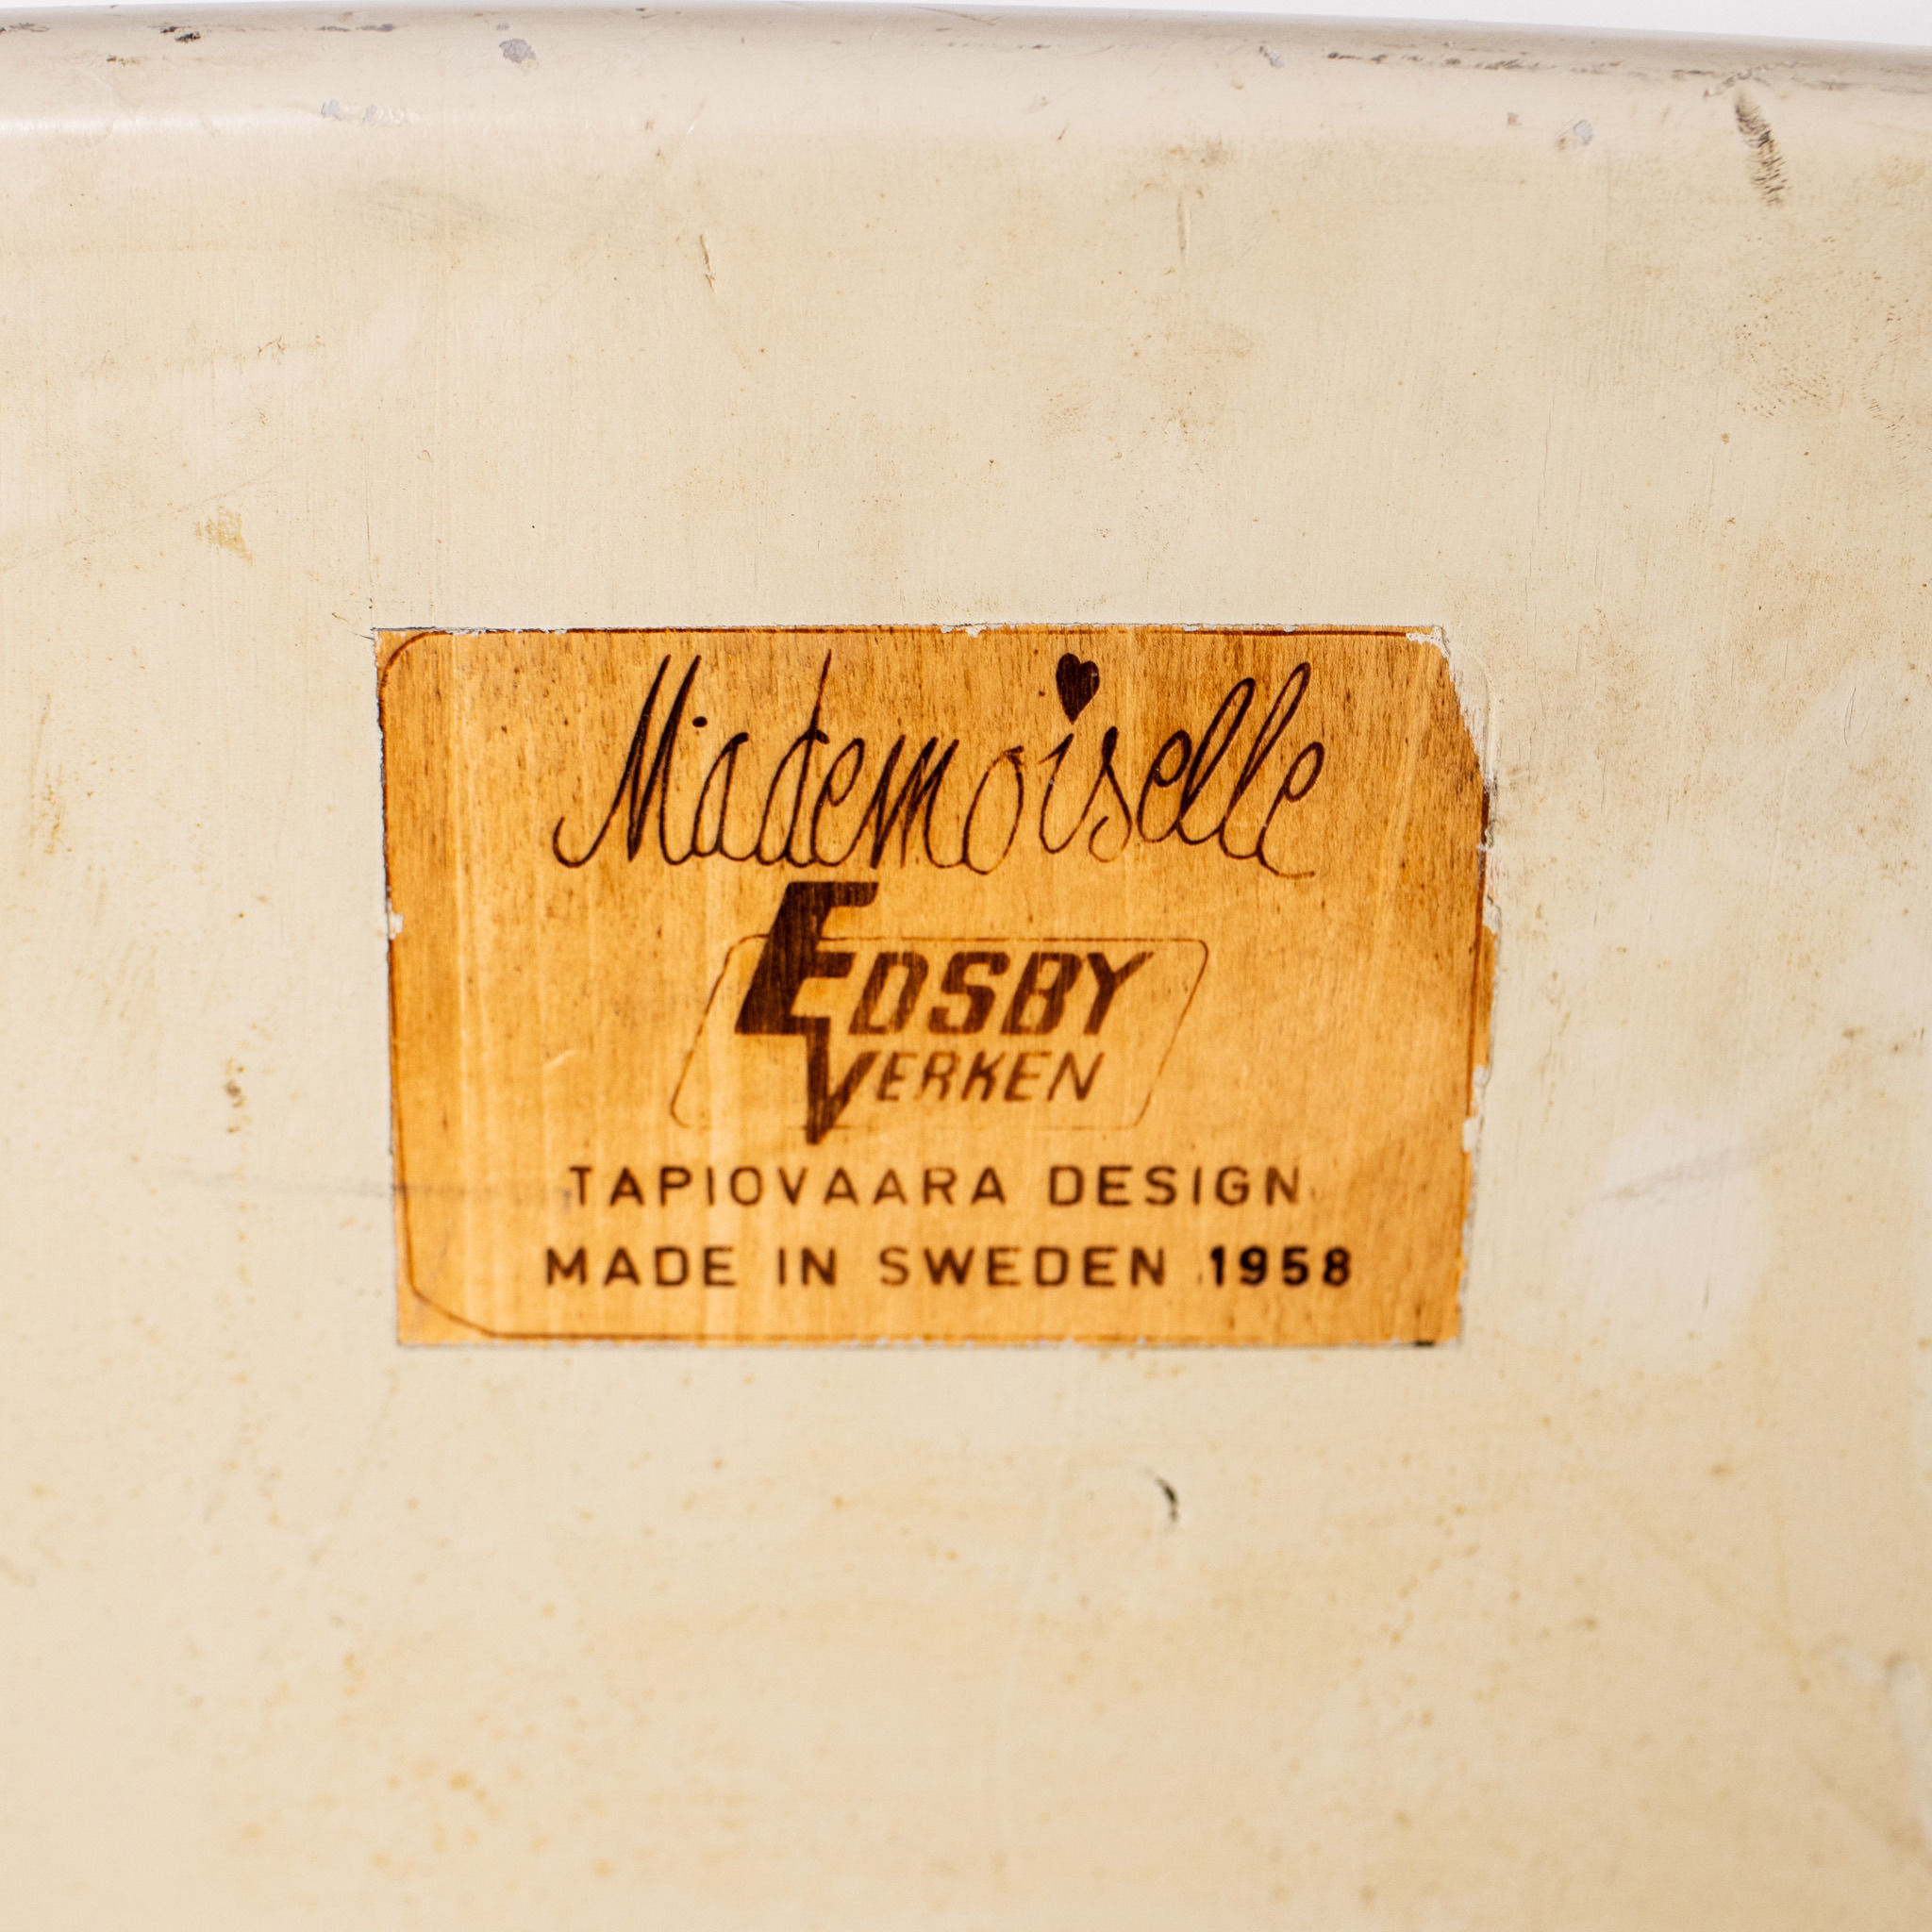 Mademoiselle
EDSBY
VERKEN
TAPIOVAARA DESIGN
MADE IN SWEDEN 1958